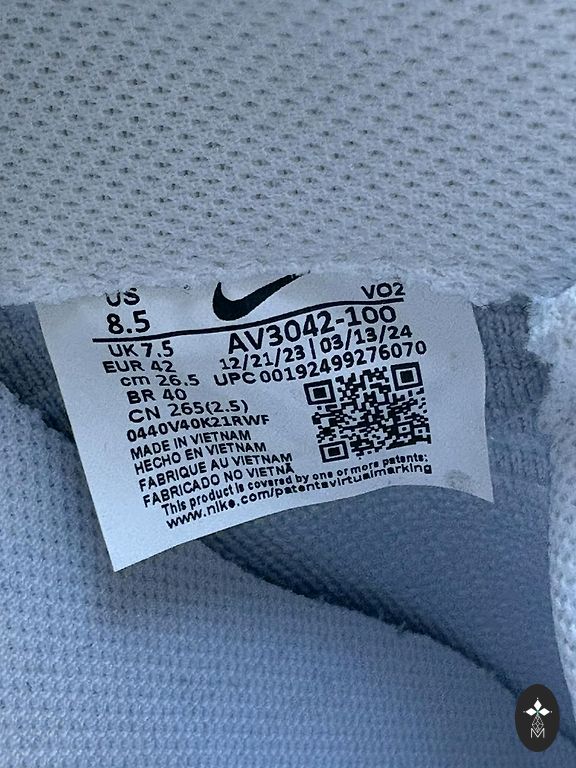 US
8.5
VO2
UK 7.5
EUR 42
cm 26.5
BR 40
CN 265(2.5)
AV3042-100
12/21/23 | 03/13/24
UPC 00192499276070
0440V40K21RWF
MADE IN VIETNAM
HECHO EN VIETNAM
FABRIQUE AU VIETNAM
FABRICADO NO VIETNÃ
This product is covered by one or more patents:
www.nike.com/patentsvirtualmarking
M